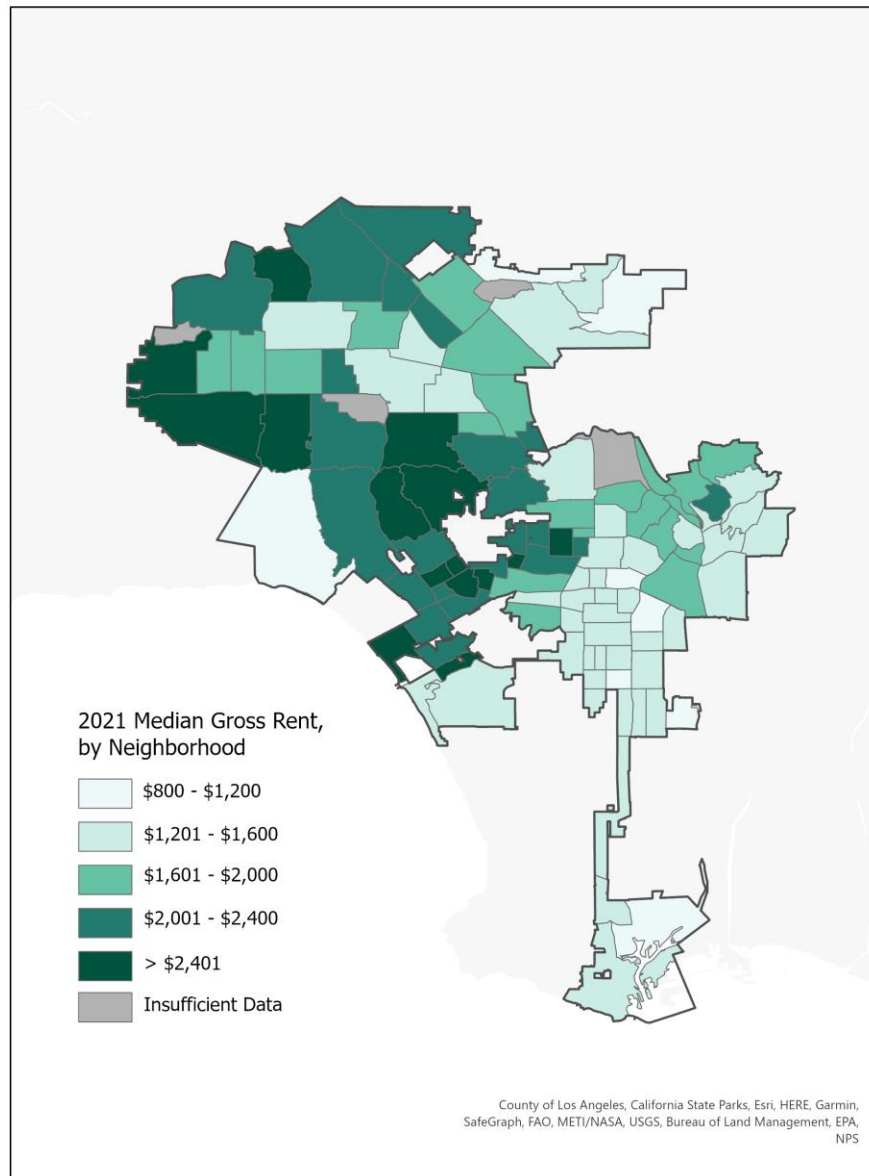 2021 Median Gross Rent,
by Neighborhood
$800 - $1,200
$1,201 - $1,600
$1,601 - $2,000
$2,001 - $2,400
> $2,401
Insufficient Data
County of Los Angeles, California State Parks, Esri, HERE, Garmin,
SafeGraph, FAO, METI/NASA, USGS, Bureau of Land Management, EPA,
NPS